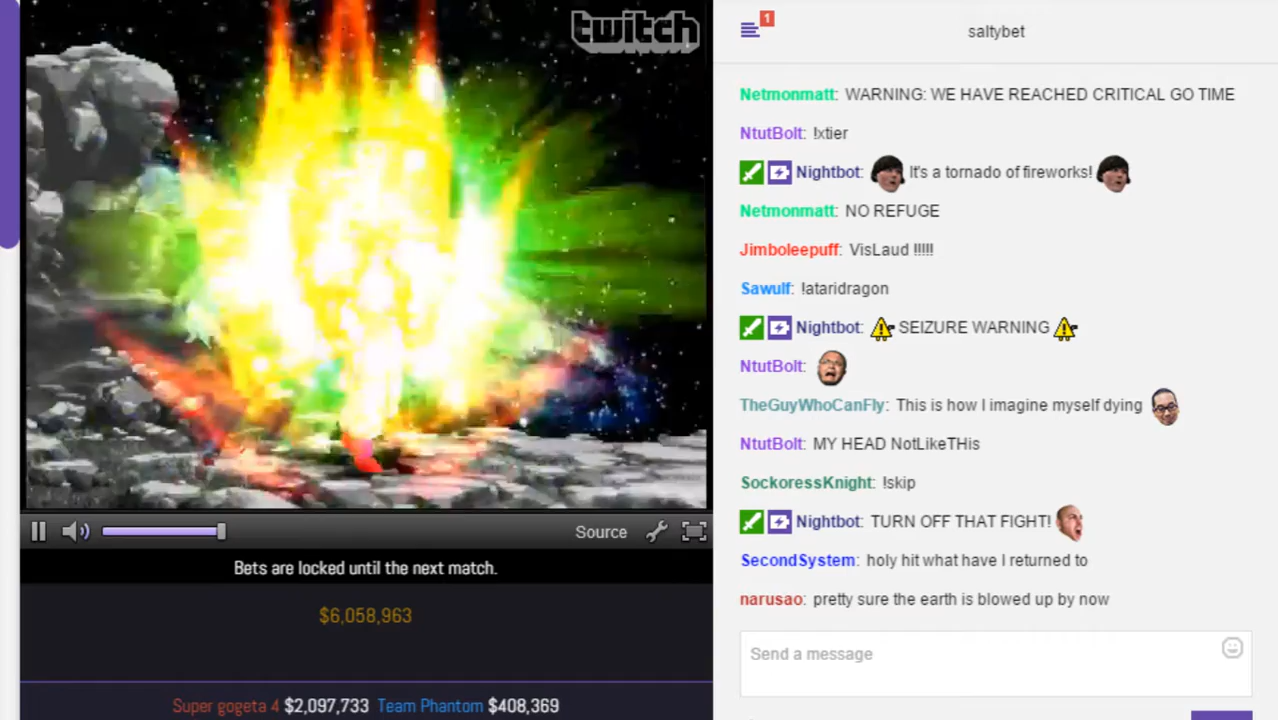 twitch
1
saltybet
Netmonmatt: WARNING: WE HAVE REACHED CRITICAL GO TIME
NtutBolt: !xtier
Nightbot: It's a tornado of fireworks!
Netmonmatt: NO REFUGE
Jimboleepuff: VisLaud !!!!!
Sawulf: !ataridragon
Nightbot: SEIZURE WARNING
NtutBolt:
TheGuyWhoCanFly: This is how I imagine myself dying
NtutBolt: MY HEAD NotLikeTHis
SockoressKnight: !skip
Nightbot: TURN OFF THAT FIGHT!
SecondSystem: holy hit what have I returned to
narusao: pretty sure the earth is blowed up by now
Send a message
Source
Bets are locked until the next match.
$6,058,963
Super gogeta 4 $2,097,733 Team Phantom $408,369